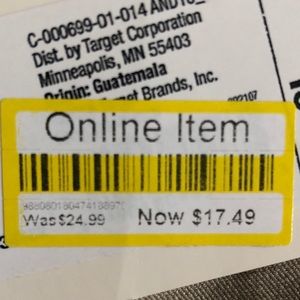 C-000699-01-014
Dist. by Target Corporation
Minneapolis, MN 55403
Origin: Guatemala
Brands, Inc.
Online Item
Was $24.99 Now $17.49